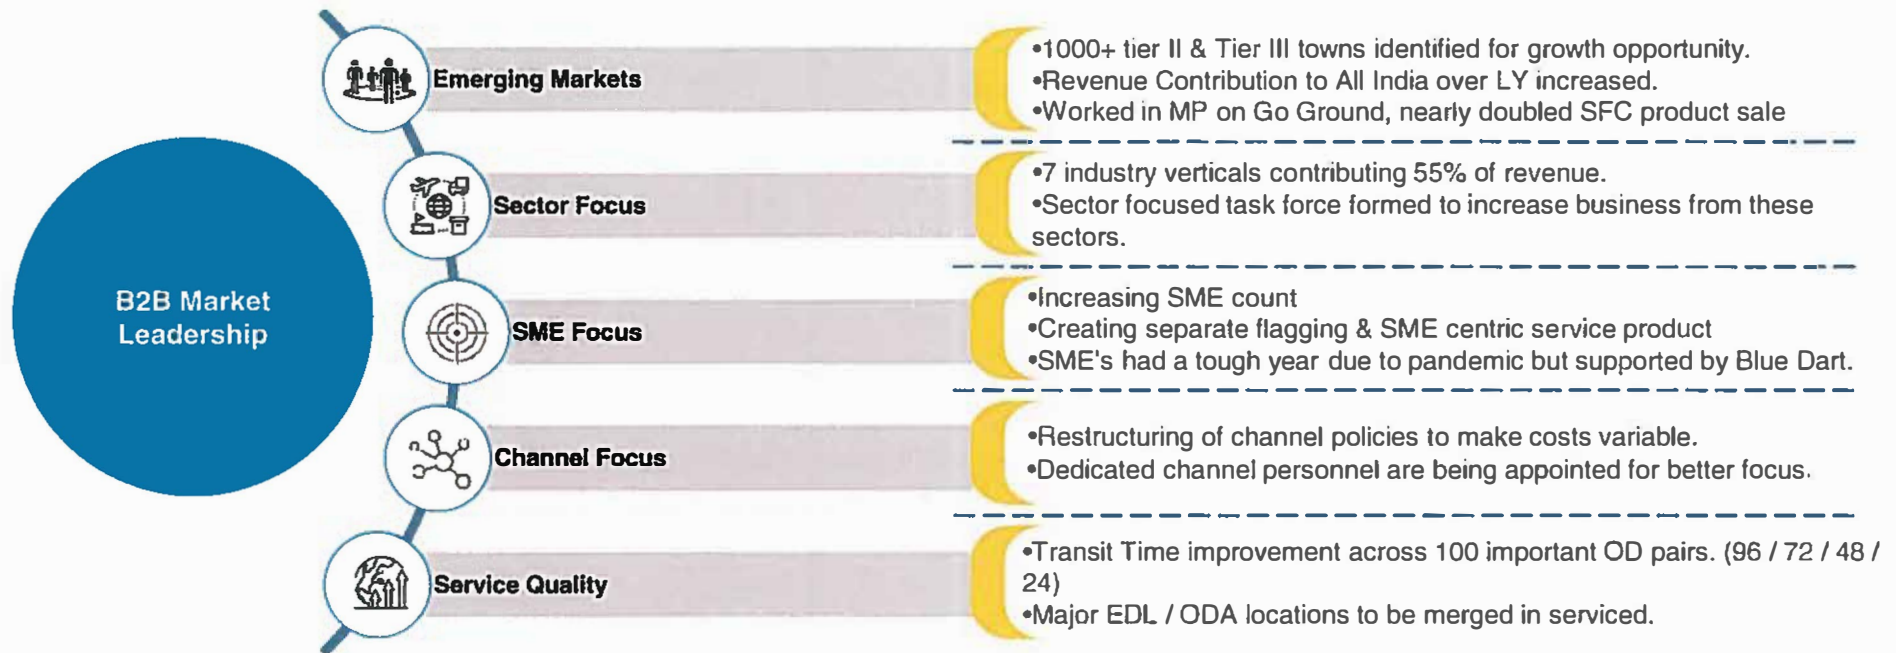 B2B Market
Leadership
Emerging Markets
•1000+ tier II & Tier III towns identified for growth opportunity.
•Revenue Contribution to All India over LY increased.
•Worked in MP on Go Ground, nearly doubled SFC product sale
Sector Focus
•7 industry verticals contributing 55% of revenue.
•Sector focused task force formed to increase business from these
sectors.
SME Focus
•Increasing SME count
•Creating separate flagging & SME centric service product
•SME's had a tough year due to pandemic but supported by Blue Dart.
Channel Focus
•Restructuring of channel policies to make costs variable.
•Dedicated channel personnel are being appointed for better focus.
Service Quality
•Transit Time improvement across 100 important OD pairs. (96 / 72 / 48 /
24)
•Major EDL / ODA locations to be merged in serviced.